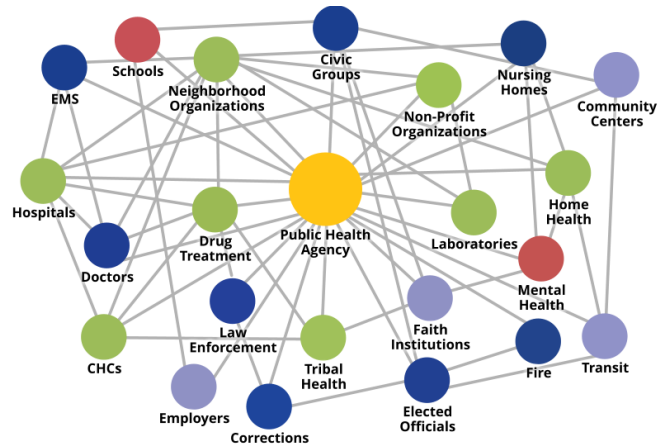 Schools
EMS
Neighborhood
Organizations
Civic
Groups
Nursing
Homes
Non-Profit
Organizations
Community
Centers
Hospitals
Doctors
Drug
Treatment
Public Health
Agency
Laboratories
Home
Health
Mental
Health
CHCs
Law
Enforcement
Tribal
Health
Faith
Institutions
Fire
Transit
Employers
Corrections
Elected
Officials